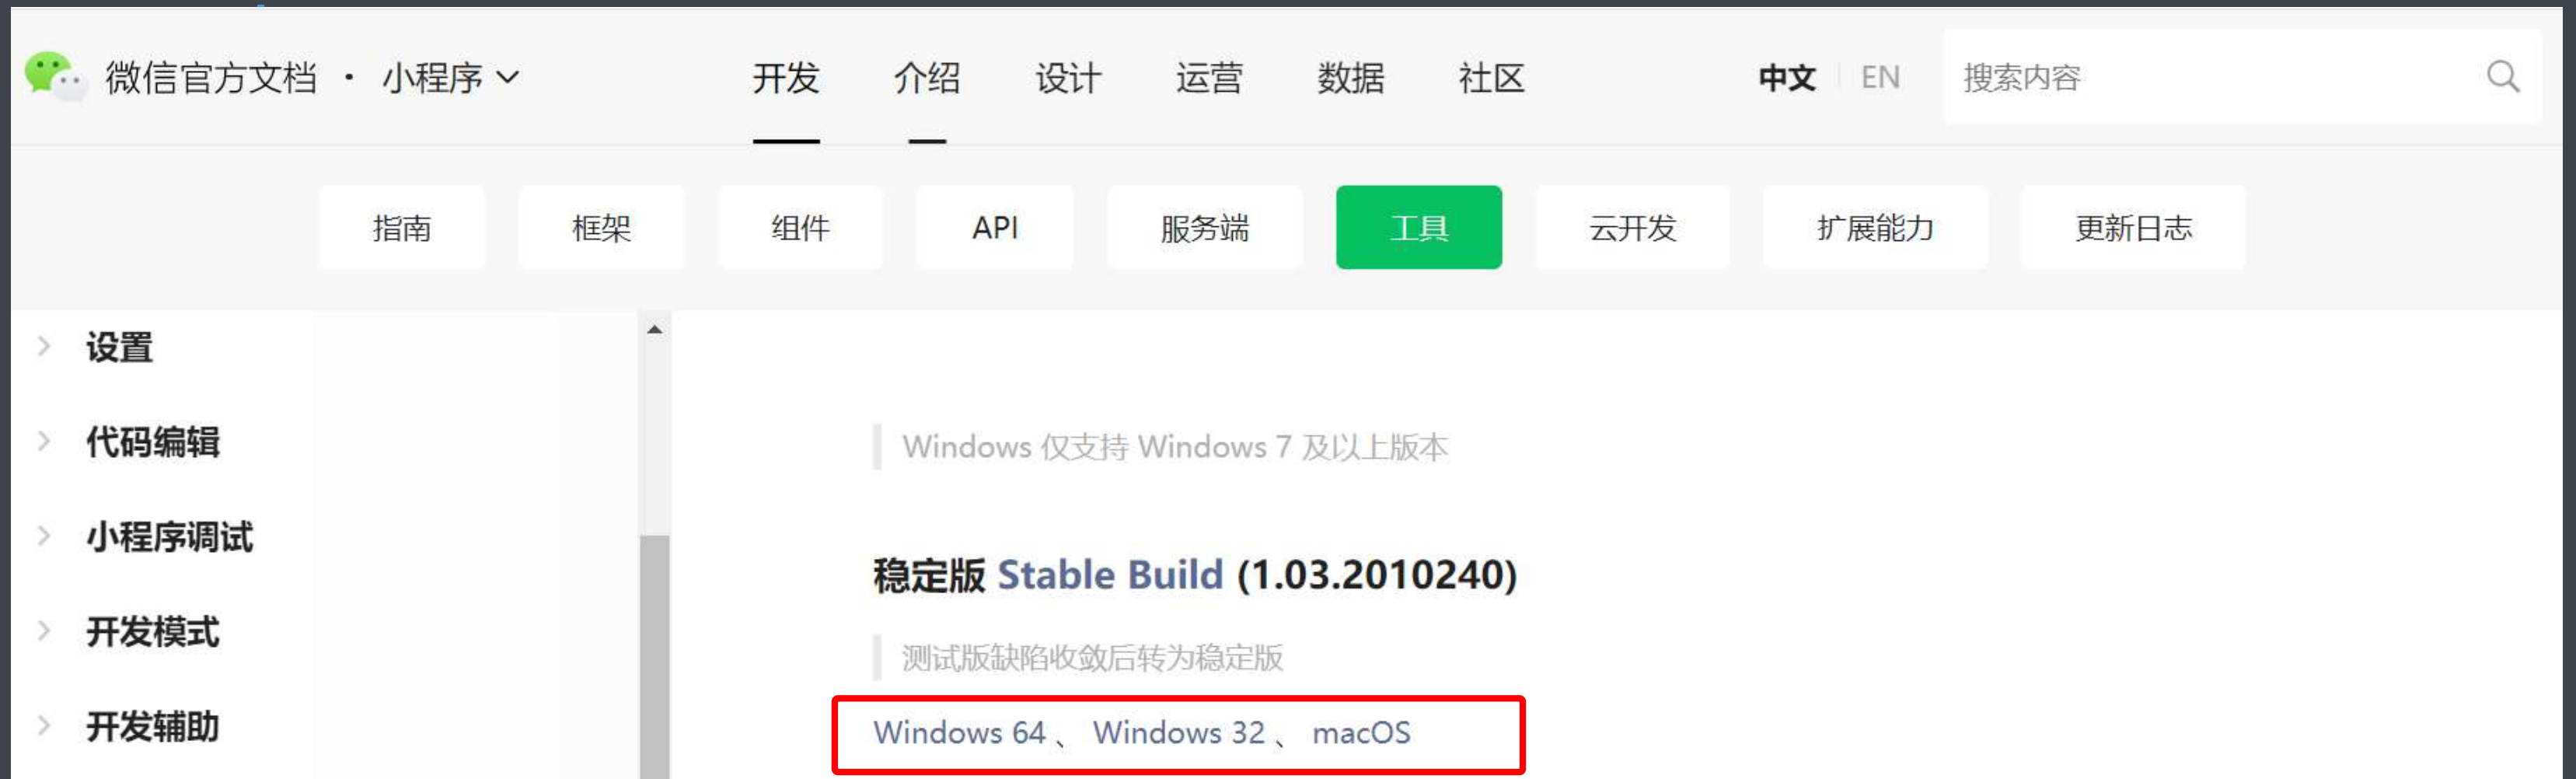 微信官方文档 · 小程序
开发 介绍 设计 运营 数据 社区 中文 EN 搜索内容
指南 框架 组件 API 服务端 工具 云开发 扩展能力 更新日志
设置
代码编辑
小程序调试
开发模式
开发辅助
Windows 仅支持 Windows 7 及以上版本
稳定版 Stable Build (1.03.2010240)
测试版缺陷收敛后转为稳定版
Windows 64 、 Windows 32 、 macOS